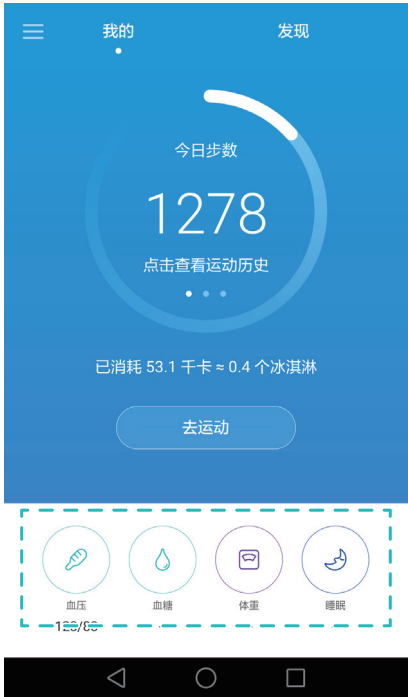 我的
发现
今日步数
1278
点击查看运动历史
已消耗 53.1 千卡 ≈ 0.4 个冰淇淋
去运动
血压
血糖
体重
睡眠